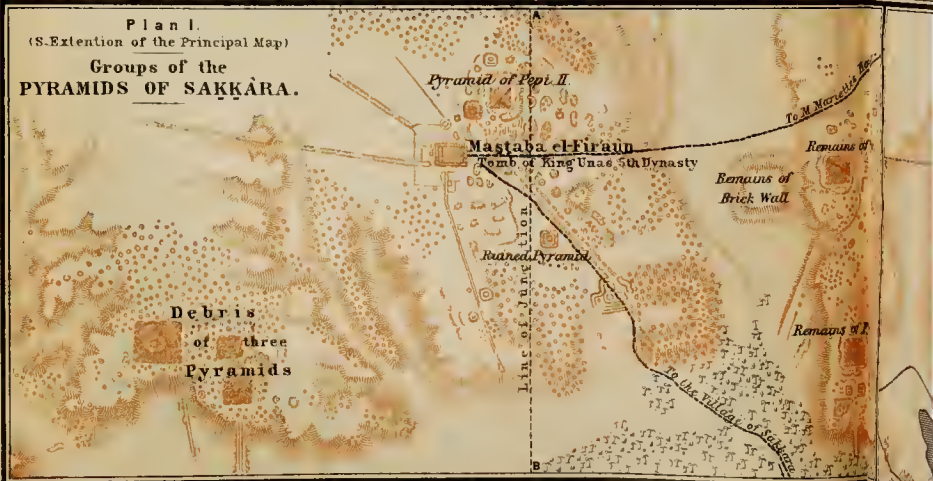 Plan I.
(S. Extention of the Principal Map)
Groups of the
PYRAMIDS OF SAḲḲÂRA.
A
Pyramid of Pepi II
To M Mariette's
Mastaba el-Firaun
Tomb of King Unas 5th Dynasty
Remains of
Remains of
Brick Wall
Line of Junction
Ruined Pyramid
Debris
of three
Pyramids
Remains of P
To the Village of Sakkara
B